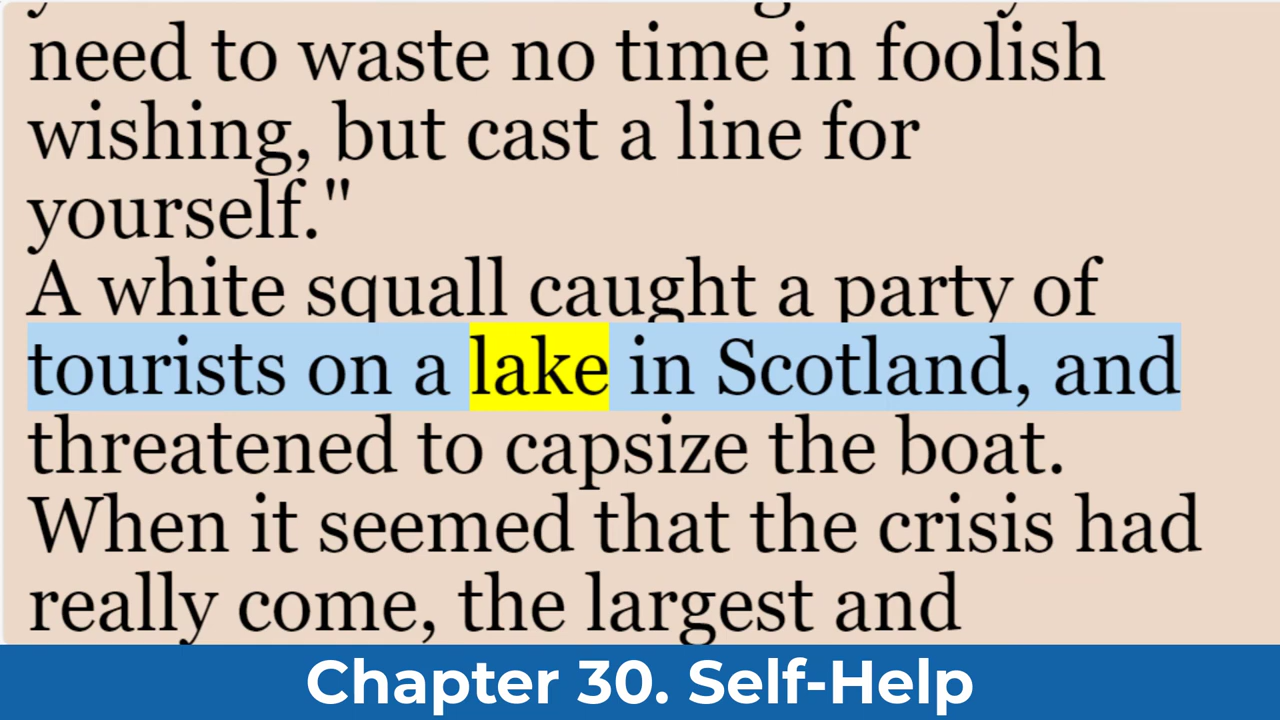 need to waste no time in foolish
wishing, but cast a line for
yourself."
A white squall caught a party of
tourists on a lake in Scotland, and
threatened to capsize the boat.
When it seemed that the crisis had
really come, the largest and
Chapter 30. Self-Help